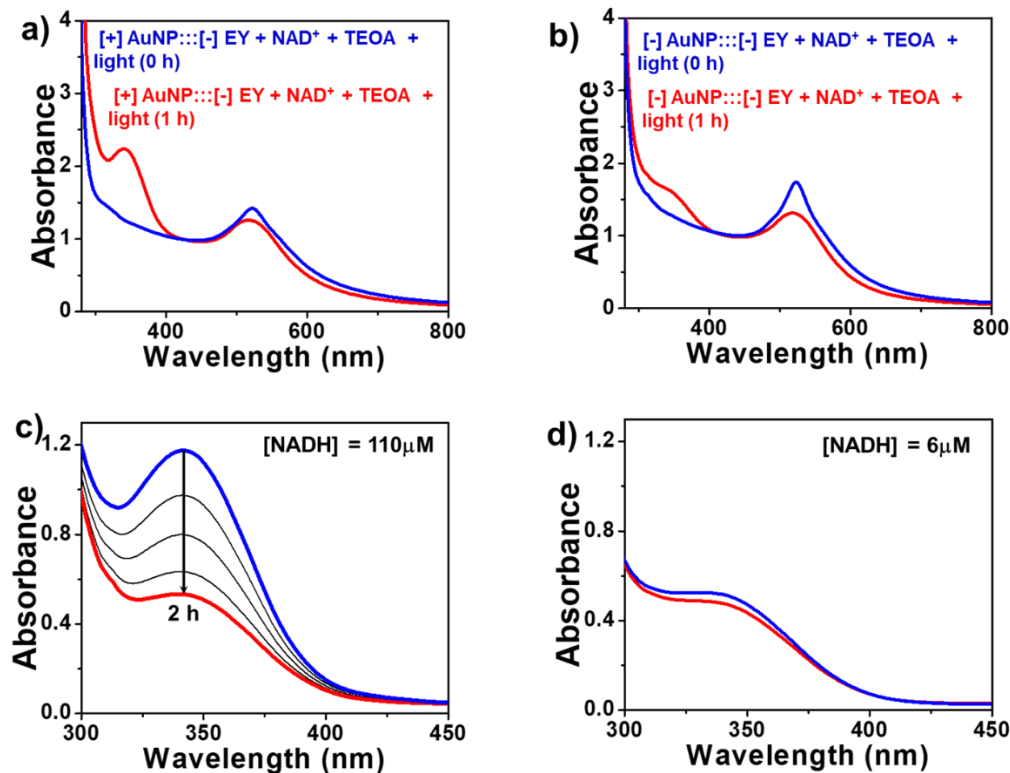 a)
[+] AuNP:::[-] EY + NAD⁺ + TEOA +
light (0 h)
[+] AuNP:::[-] EY + NAD⁺ + TEOA +
light (1 h)
4
3
2
1
0
Absorbance
400
600
800
Wavelength (nm)
b)
[-] AuNP:::[-] EY + NAD⁺ + TEOA +
light (0 h)
[-] AuNP:::[-] EY + NAD⁺ + TEOA +
light (1 h)
4
3
2
1
0
Absorbance
400
600
800
Wavelength (nm)
c)
[NADH] = 110μM
1.2
0.8
0.4
0.0
Absorbance
2 h
300
350
400
450
Wavelength (nm)
d)
[NADH] = 6μM
1.2
0.8
0.4
0.0
Absorbance
300
350
400
450
Wavelength (nm)